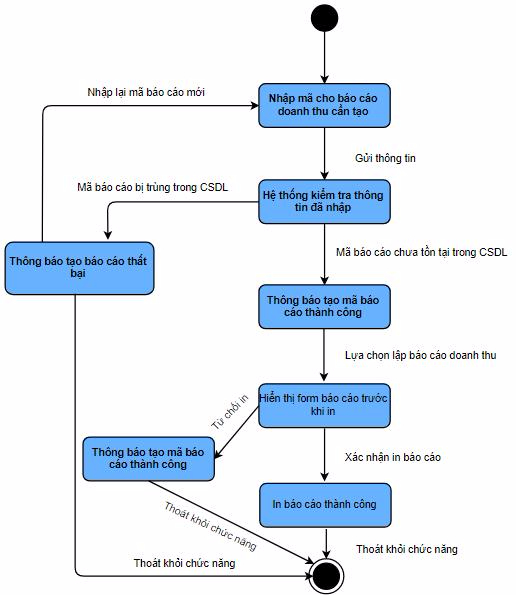 Nhập mã cho báo cáo
doanh thu cần tạo
Nhập lại mã báo cáo mới
Gửi thông tin
Hệ thống kiểm tra thông
tin đã nhập
Mã báo cáo bị trùng trong CSDL
Thông báo tạo báo cáo thất
bại
Mã báo cáo chưa tồn tại trong CSDL
Thông báo tạo mã báo
cáo thành công
Lựa chọn lập báo cáo doanh thu
Hiển thị form báo cáo trước
khi in
Từ chối in
Thông báo tạo mã báo
cáo thành công
Xác nhận in báo cáo
In báo cáo thành công
Thoát khỏi chức năng
Thoát khỏi chức năng
Thoát khỏi chức năng